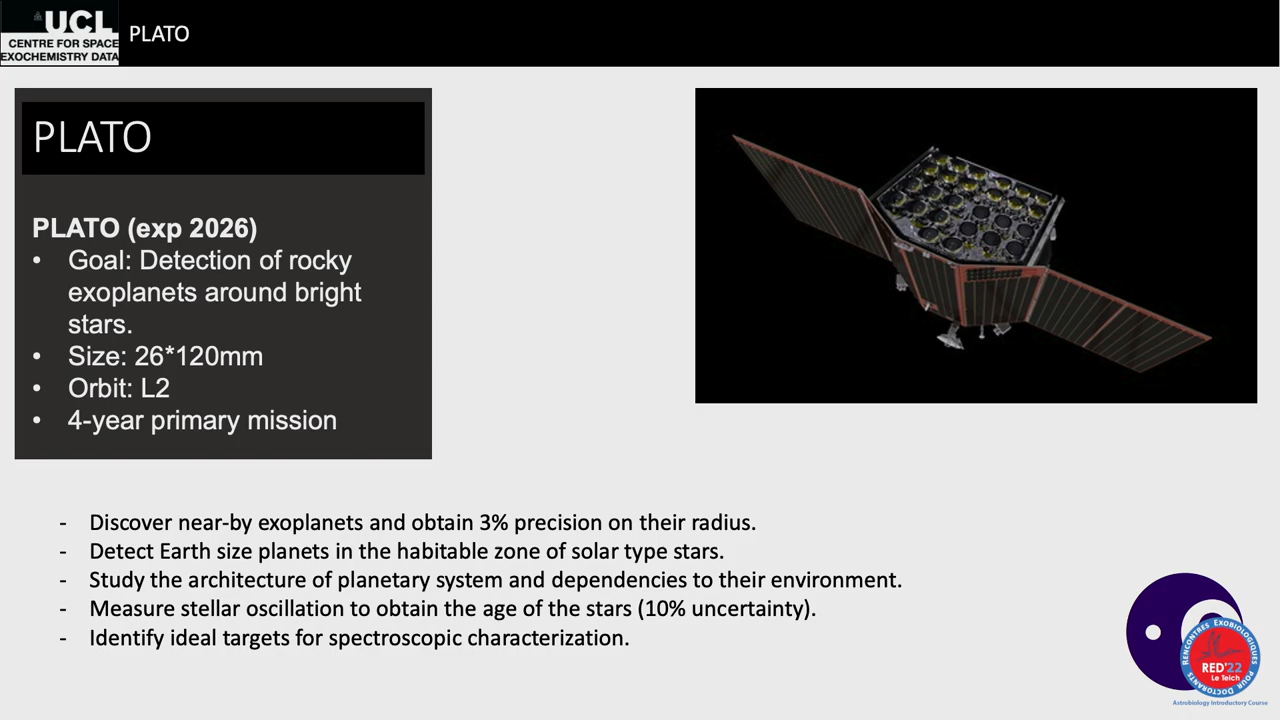 UCL
CENTRE FOR SPACE
EXOCHEMISTRY DATA
PLATO
PLATO
PLATO (exp 2026)
• Goal: Detection of rocky
exoplanets around bright
stars.
• Size: 26*120mm
• Orbit: L2
• 4-year primary mission
- Discover near-by exoplanets and obtain 3% precision on their radius.
- Detect Earth size planets in the habitable zone of solar type stars.
- Study the architecture of planetary system and dependencies to their environment.
- Measure stellar oscillation to obtain the age of the stars (10% uncertainty).
- Identify ideal targets for spectroscopic characterization.
RENCONTRES EXOBIOLOGIQUES
POUR DOCTORANTS
RED'22
Le Teich
Astrobiology Introductory Course